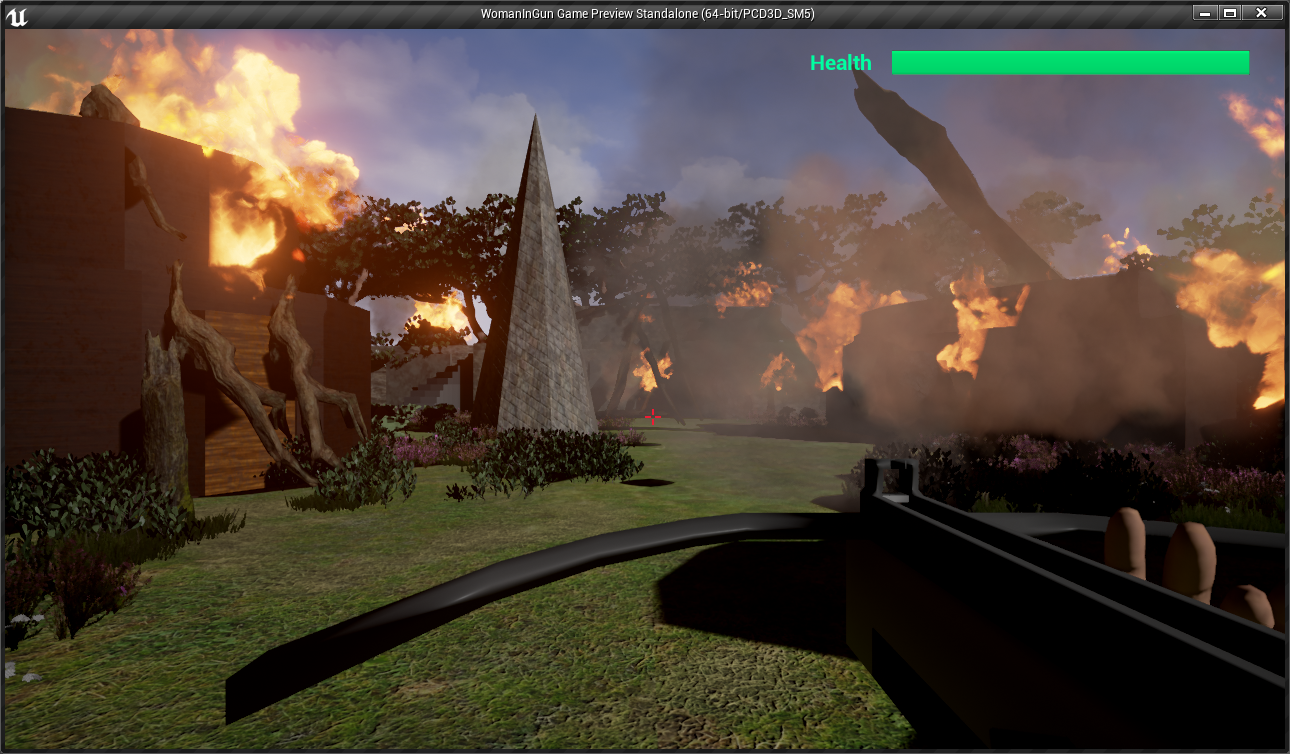 WomanInGun Game Preview Standalone (64-bit/PCD3D_SM5)
Health